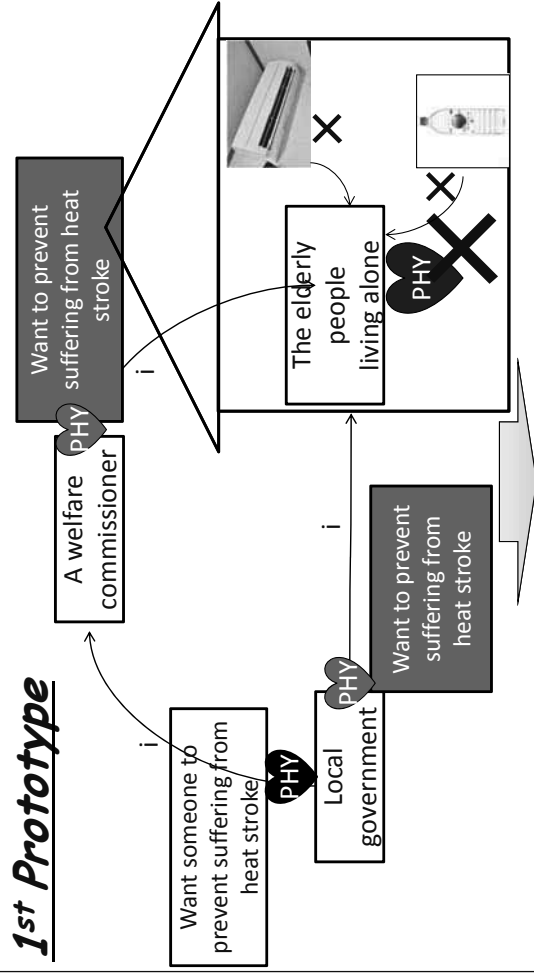 1st Prototype
Want someone to
prevent suffering from
heat stroke
PHY
Local
government
i
A welfare
commissioner
PHY
Want to prevent
suffering from heat
stroke
i
PHY
Want to prevent
suffering from
heat stroke
i
The elderly
people
living alone
PHY